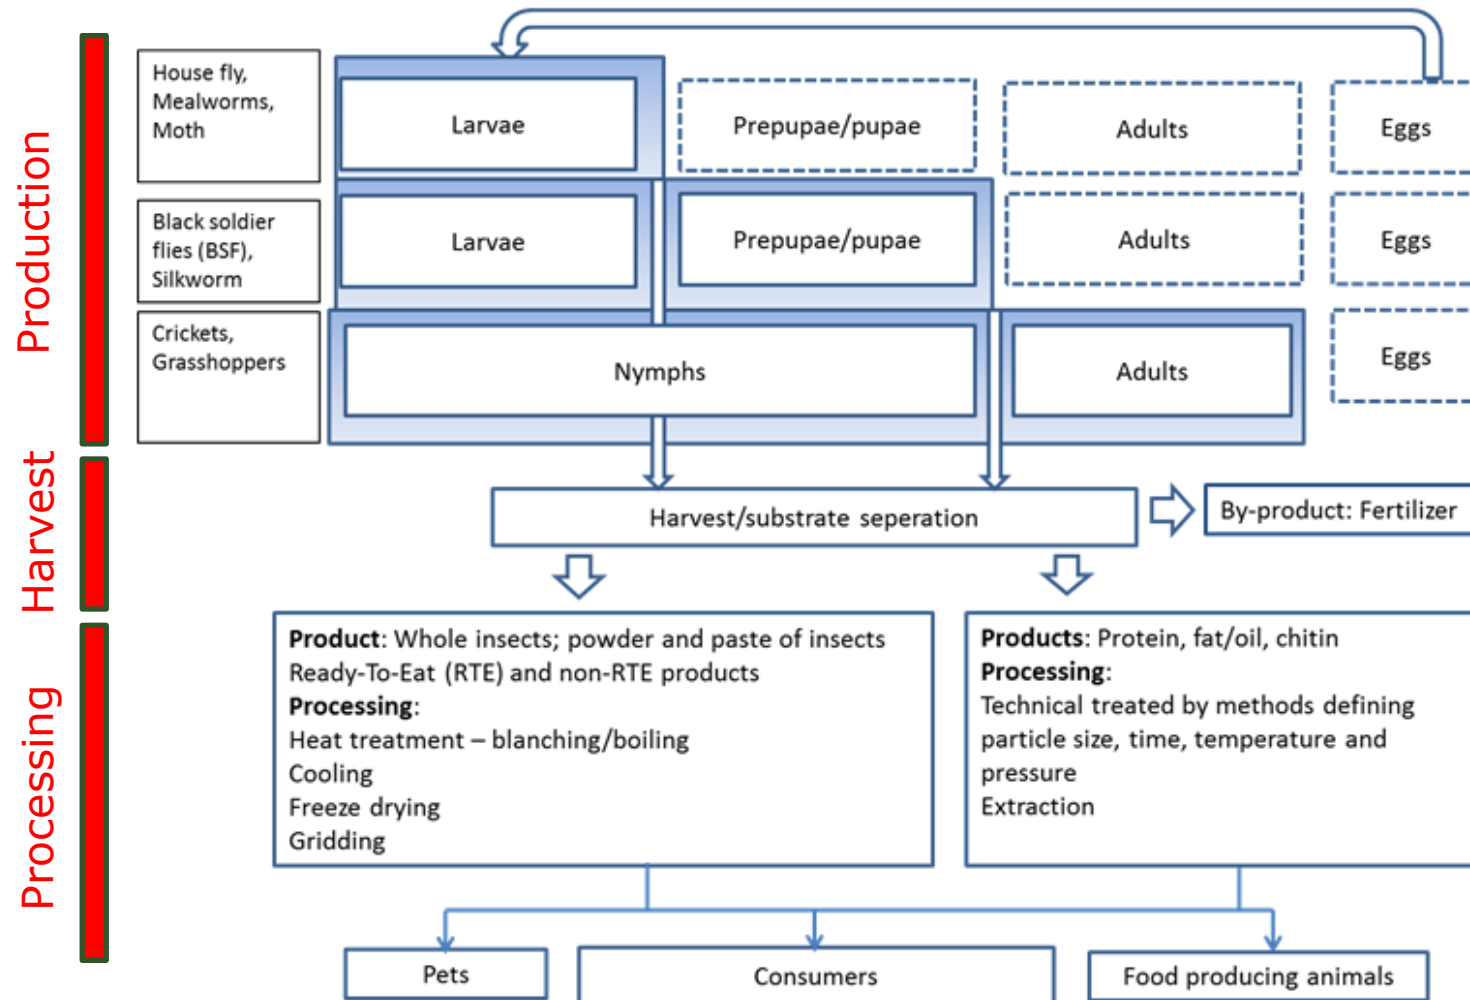 Production
House fly,
Mealworms,
Moth
Larvae
Prepupae/pupae
Adults
Eggs
Black soldier
flies (BSF),
Silkworm
Larvae
Prepupae/pupae
Adults
Eggs
Crickets,
Grasshoppers
Nymphs
Adults
Eggs
Harvest
Harvest/substrate seperation
By-product: Fertilizer
Processing
Product: Whole insects; powder and paste of insects
Ready-To-Eat (RTE) and non-RTE products
Processing:
Heat treatment – blanching/boiling
Cooling
Freeze drying
Gridding
Products: Protein, fat/oil, chitin
Processing:
Technical treated by methods defining
particle size, time, temperature and
pressure
Extraction
Pets
Consumers
Food producing animals